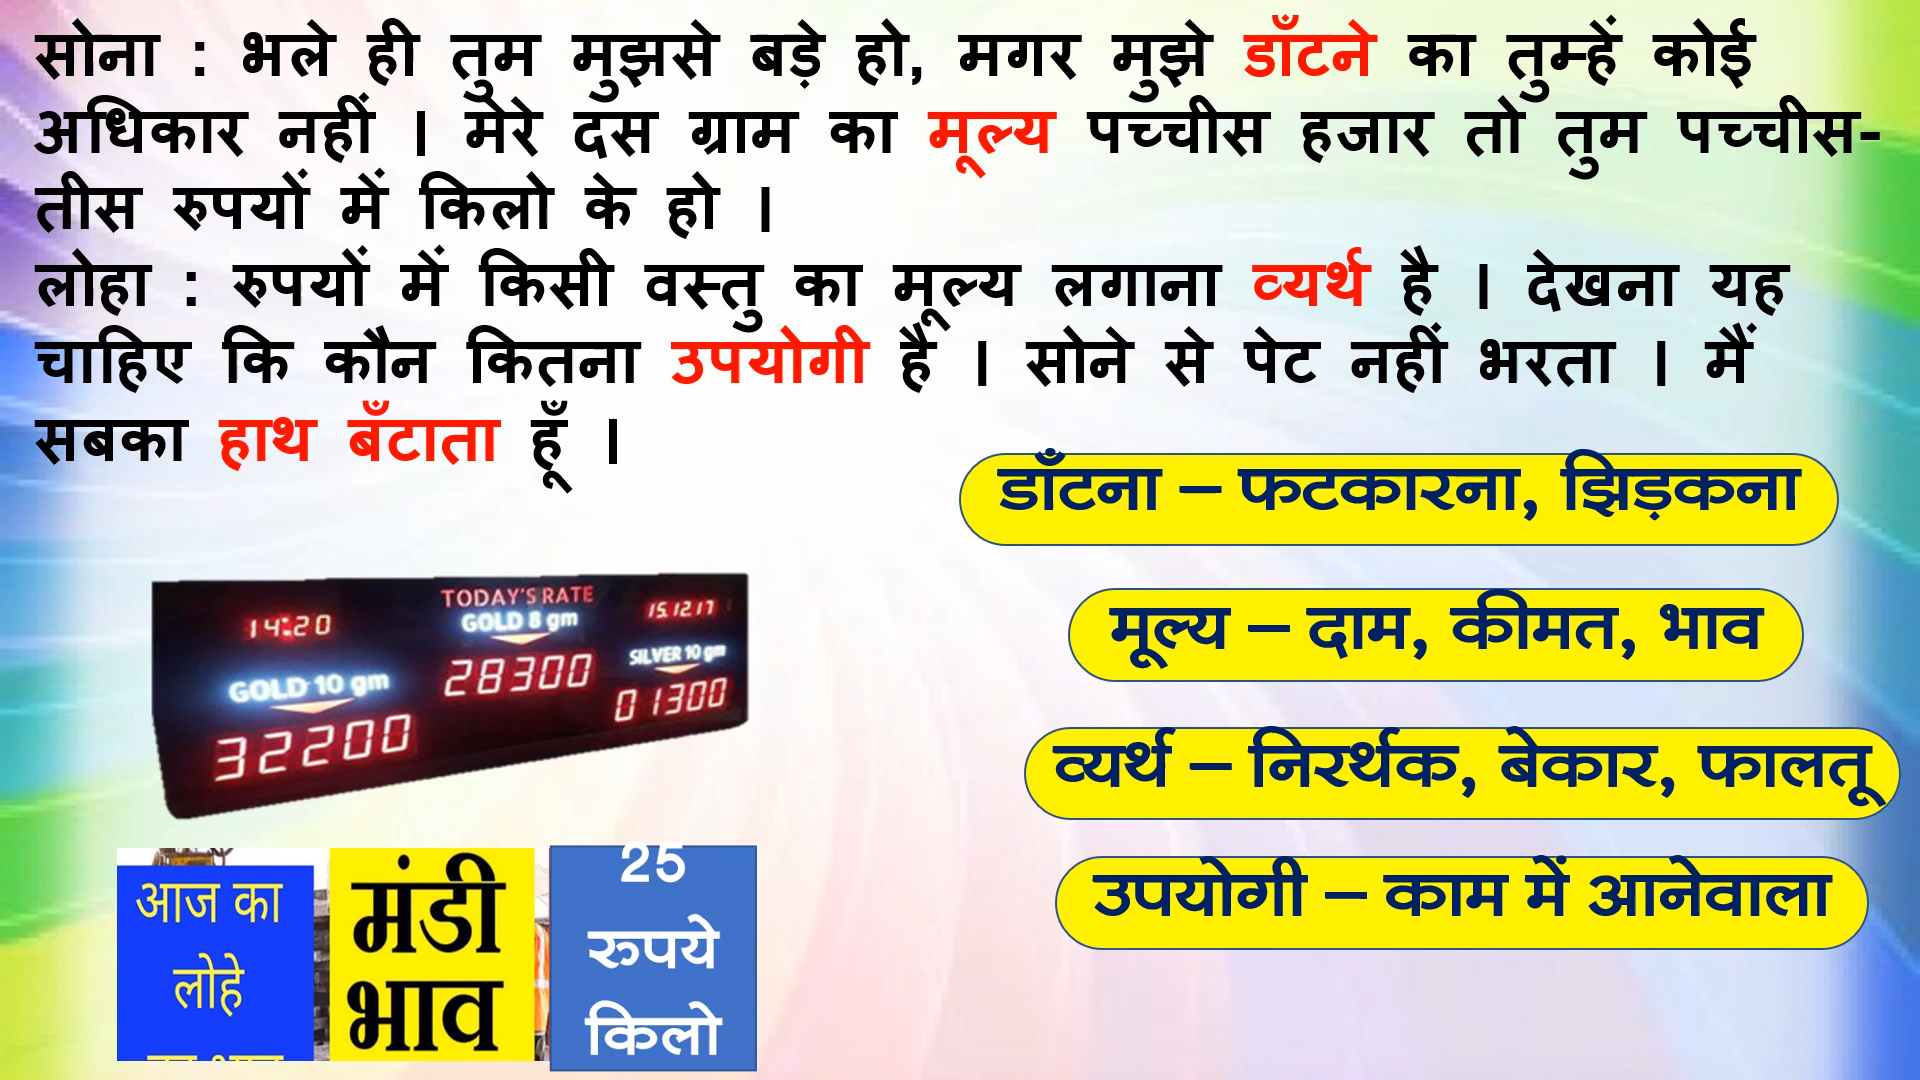 सोना : भले ही तुम मुझसे बड़े हो, मगर मुझे डाँटने का तुम्हें कोई
अधिकार नहीं । मेरे दस ग्राम का मूल्य पच्चीस हजार तो तुम पच्चीस-
तीस रुपयों में किलो के हो ।
लोहा : रुपयों में किसी वस्तु का मूल्य लगाना व्यर्थ है । देखना यह
चाहिए कि कौन कितना उपयोगी है । सोने से पेट नहीं भरता । मैं
सबका हाथ बँटाता हूँ ।
डाँटना – फटकारना, झिड़कना
मूल्य – दाम, कीमत, भाव
व्यर्थ – निरर्थक, बेकार, फालतू
उपयोगी – काम में आनेवाला
TODAY'S RATE
14:20
GOLD 8 gm
15.12.17
28300
SILVER 10 gm
01300
GOLD 10 gm
32200
आज का
लोहे
मंडी
भाव
25
रुपये
किलो